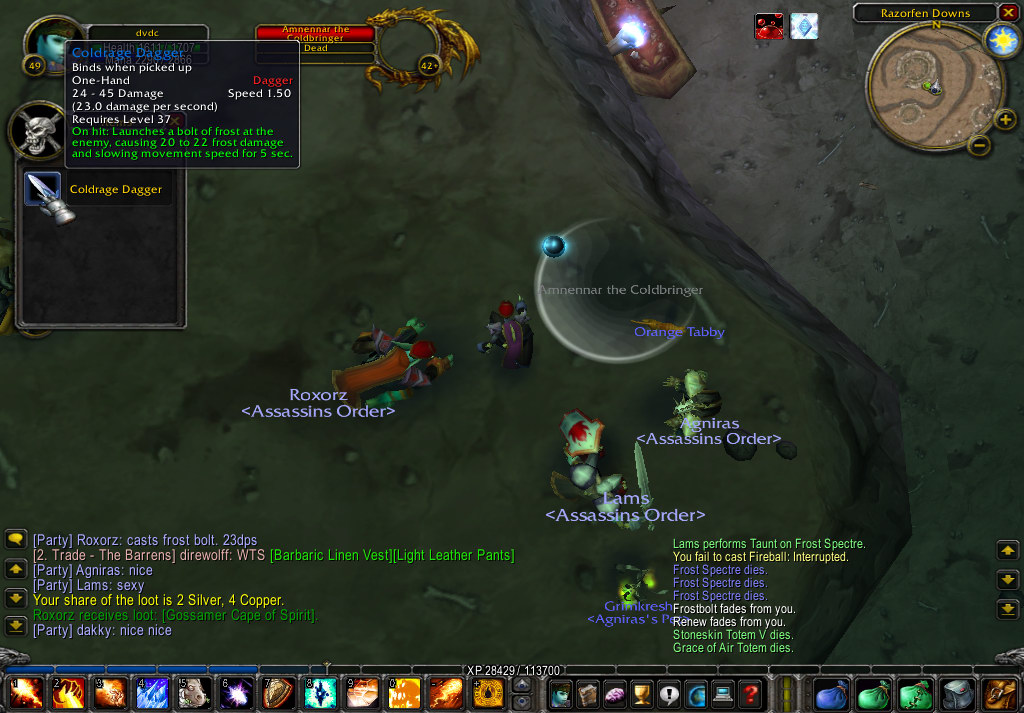 dvdc
Health 1611 / 1707
49
Amnennar the
Coldbringer
Dead
42+
Razorfen Downs
N
Coldrage Dagger
Binds when picked up
One-Hand
Dagger
24 - 45 Damage
Speed 1.50
(23.0 damage per second)
Requires Level 37
On hit: Launches a bolt of frost at the
enemy, causing 20 to 22 frost damage
and slowing movement speed for 5 sec.
Coldrage Dagger
Amnennar the Coldbringer
Orange Tabby
Roxorz
<Assassins Order>
Agniras
<Assassins Order>
Lams
<Assassins Order>
Grimkresh
<Agniras's
[Party] Roxorz: casts frost bolt. 23dps
[2. Trade - The Barrens] direwolff: WTS [Barbaric Linen Vest][Light Leather Pants]
[Party] Agniras: nice
[Party] Lams: sexy
Your share of the loot is 2 Silver, 4 Copper.
Roxorz receives loot: [Gossamer Cape of Spirit].
[Party] dakky: nice nice
Lams performs Taunt on Frost Spectre.
You fail to cast Fireball: Interrupted.
Frost Spectre dies.
Frost Spectre dies.
Frost Spectre dies.
Frostbolt fades from you.
Renew fades from you.
Stoneskin Totem V dies.
Grace of Air Totem dies.
XP 28429 / 113700